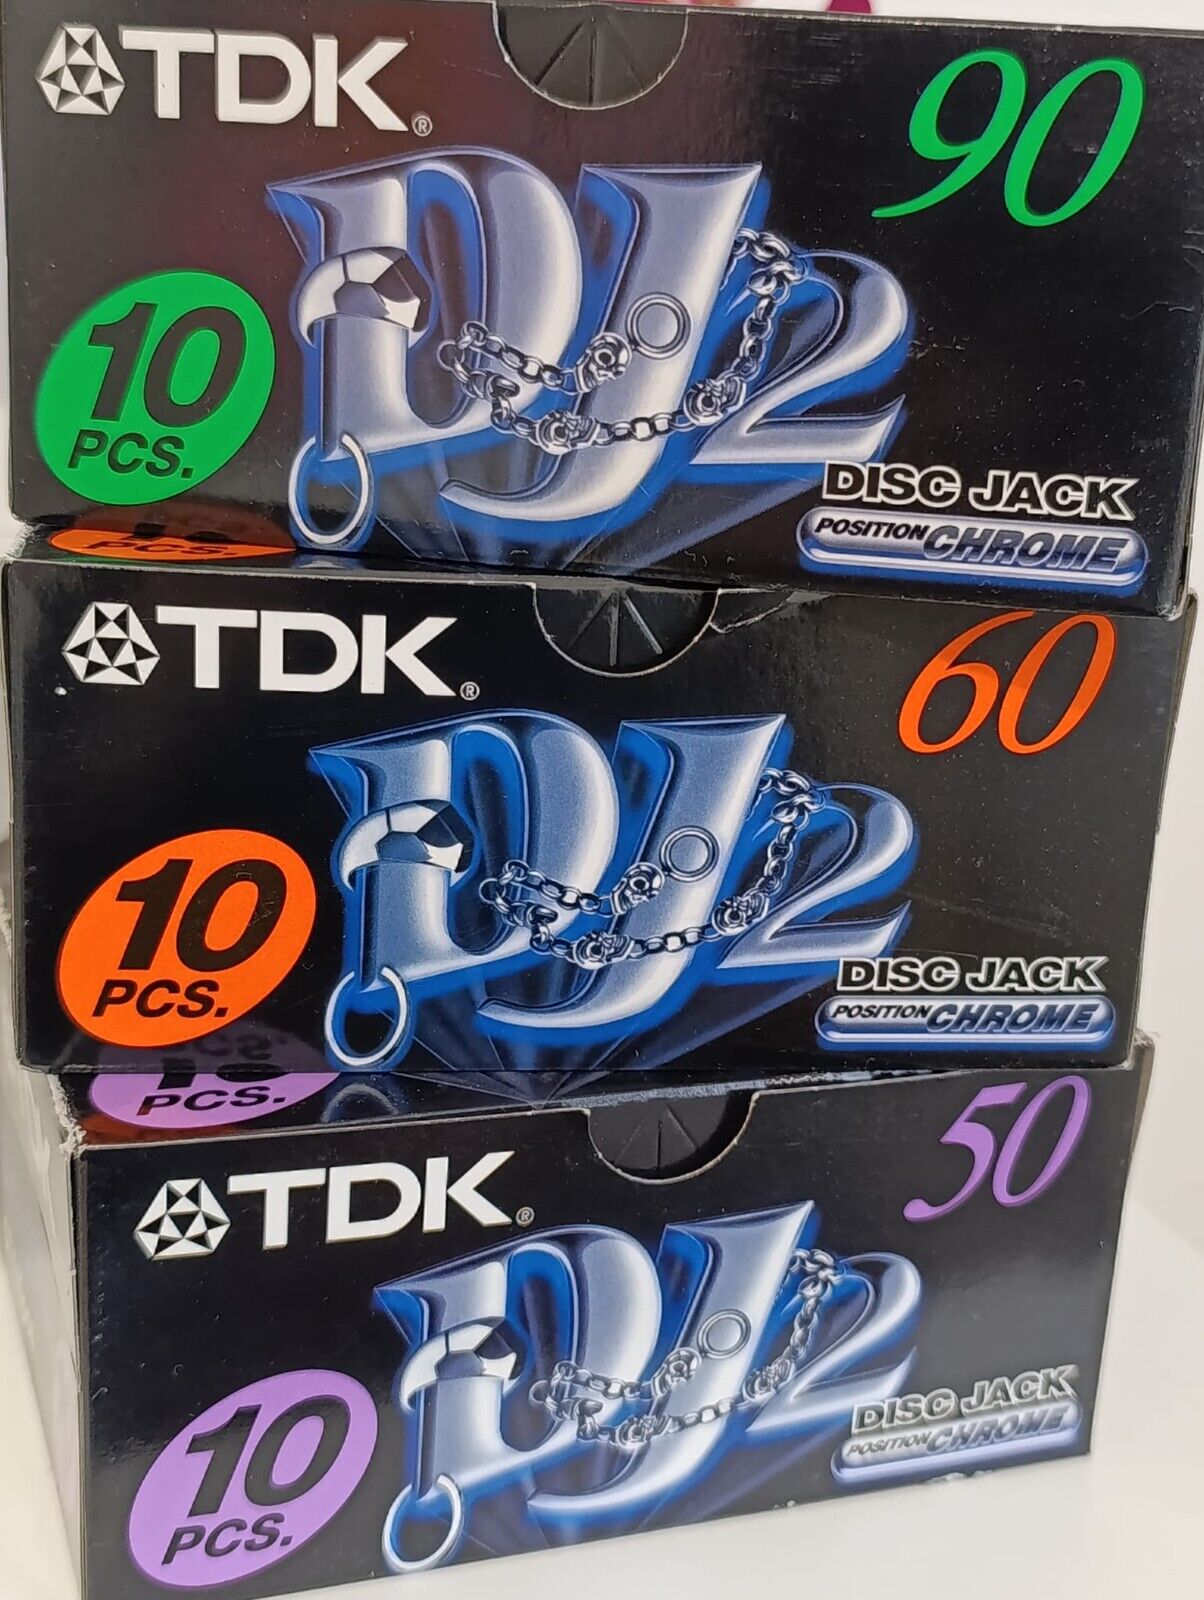 TDK®
90
DJ2
10
PCS.
DISC JACK
POSITION CHROME
PCS.
TDK®
60
DJ2
10
PCS.
DISC JACK
POSITION CHROME
PCS.
50
TDK®
DJ2
10
PCS.
DISC JACK
POSITION CHROME